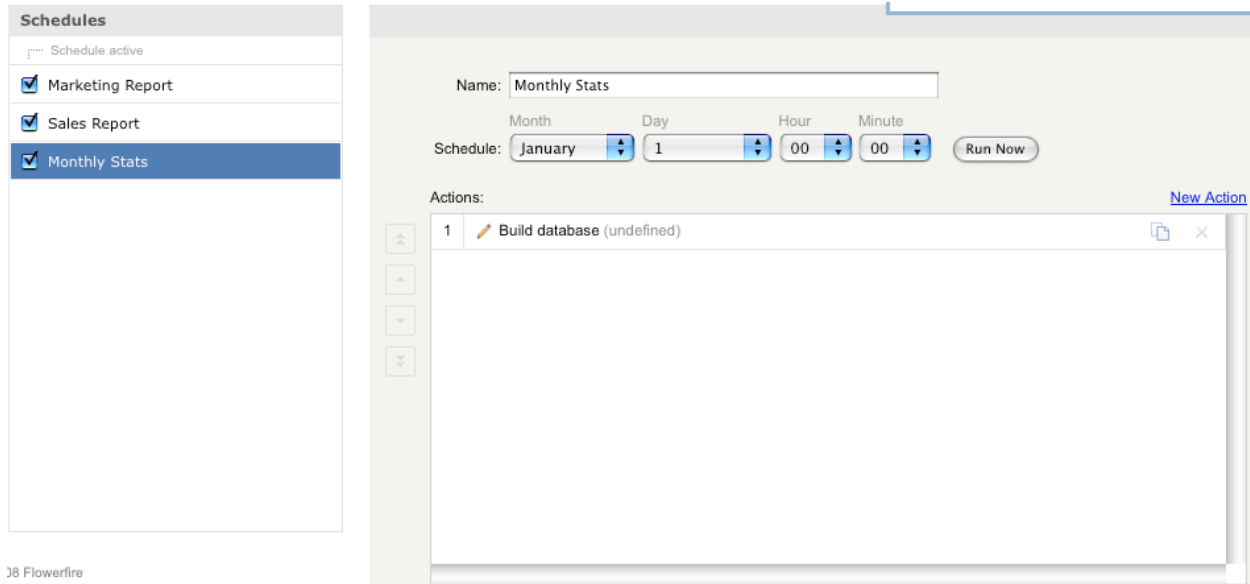 Schedules
Schedule active
Marketing Report
Sales Report
Monthly Stats
Name: Monthly Stats
Month Day Hour Minute
Schedule: January 1 00 00 Run Now
Actions: New Action
1 Build database (undefined)
08 Flowerfire